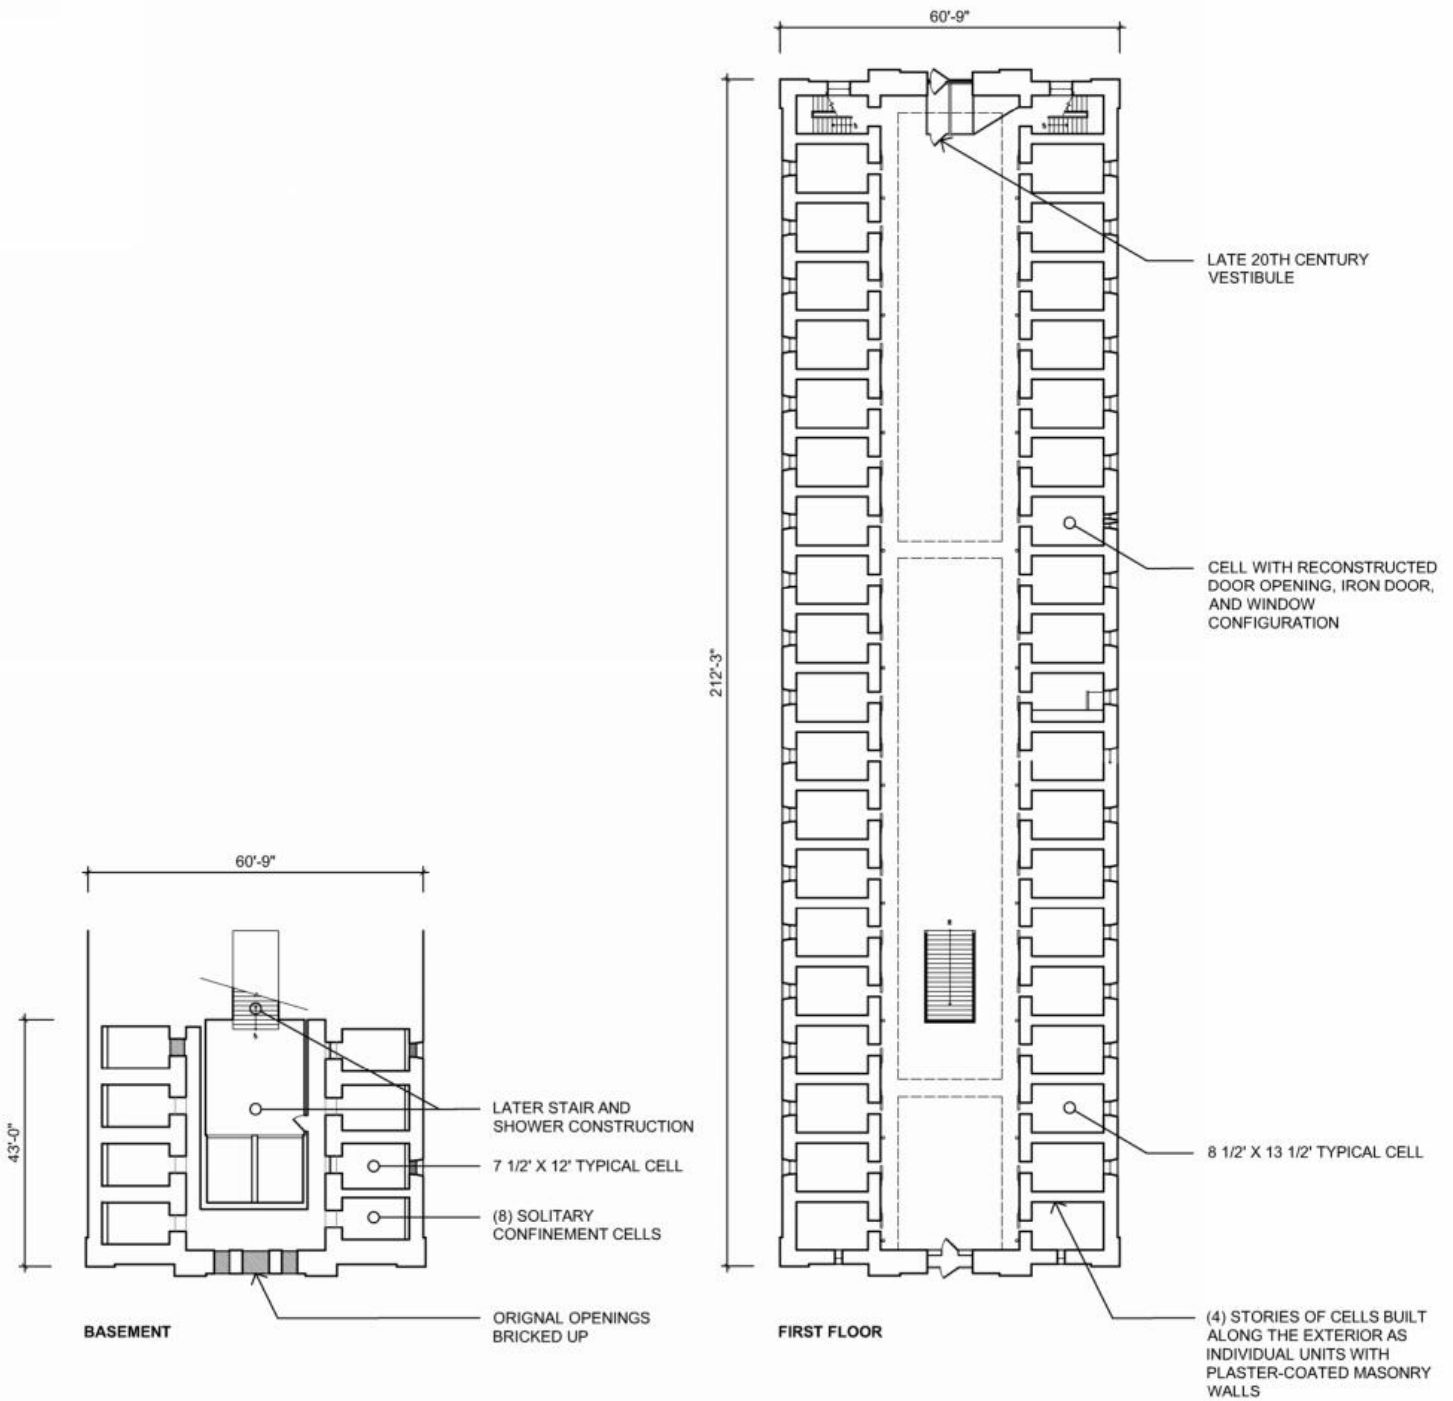 60'-9"
LATE 20TH CENTURY
VESTIBULE
CELL WITH RECONSTRUCTED
DOOR OPENING, IRON DOOR,
AND WINDOW
CONFIGURATION
212'-3"
8 1/2' X 13 1/2' TYPICAL CELL
(4) STORIES OF CELLS BUILT
ALONG THE EXTERIOR AS
INDIVIDUAL UNITS WITH
PLASTER-COATED MASONRY
WALLS
FIRST FLOOR
60'-9"
43'-0"
LATER STAIR AND
SHOWER CONSTRUCTION
7 1/2' X 12' TYPICAL CELL
(8) SOLITARY
CONFINEMENT CELLS
ORIGNAL OPENINGS
BRICKED UP
BASEMENT